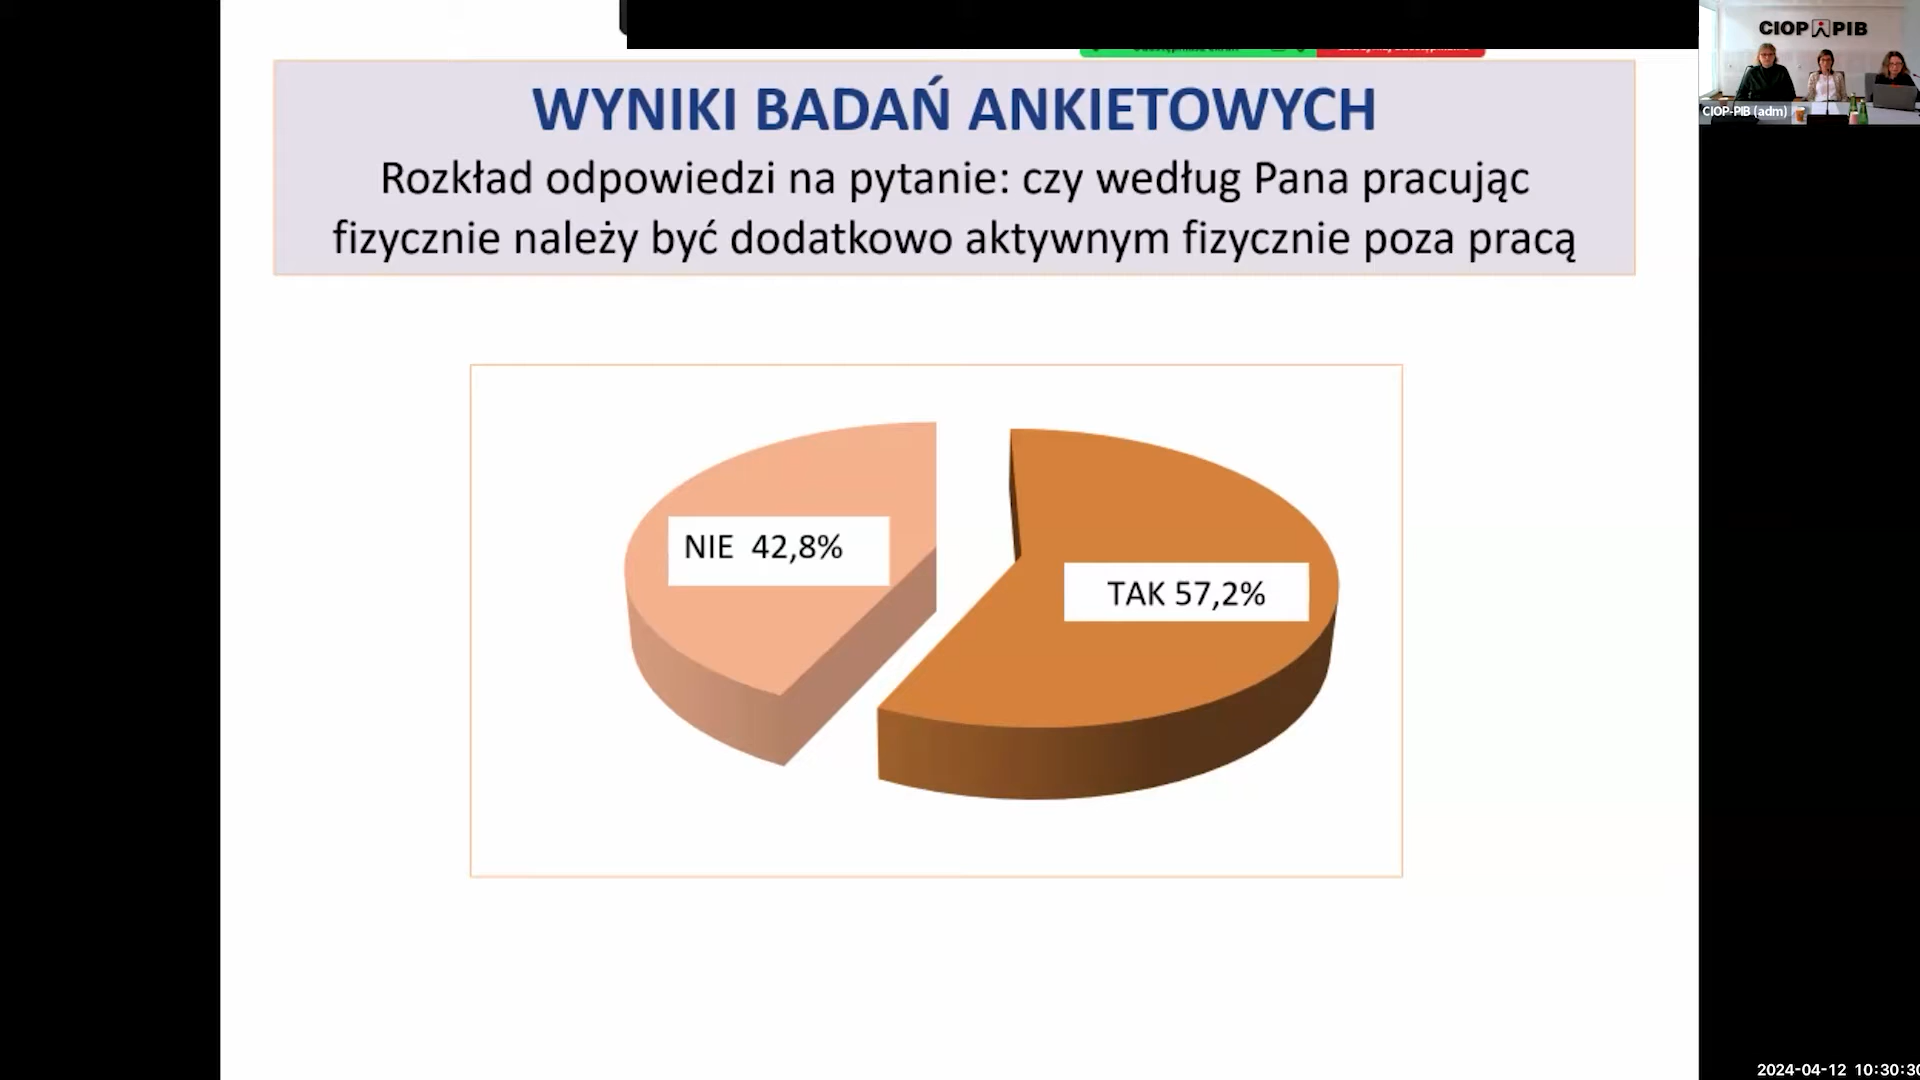 CIOP PIB
CIOP-PIB (adm)
WYNIKI BADAŃ ANKIETOWYCH
Rozkład odpowiedzi na pytanie: czy według Pana pracując
fizycznie należy być dodatkowo aktywnym fizycznie poza pracą
NIE 42,8%
TAK 57,2%
2024-04-12 10:30:30